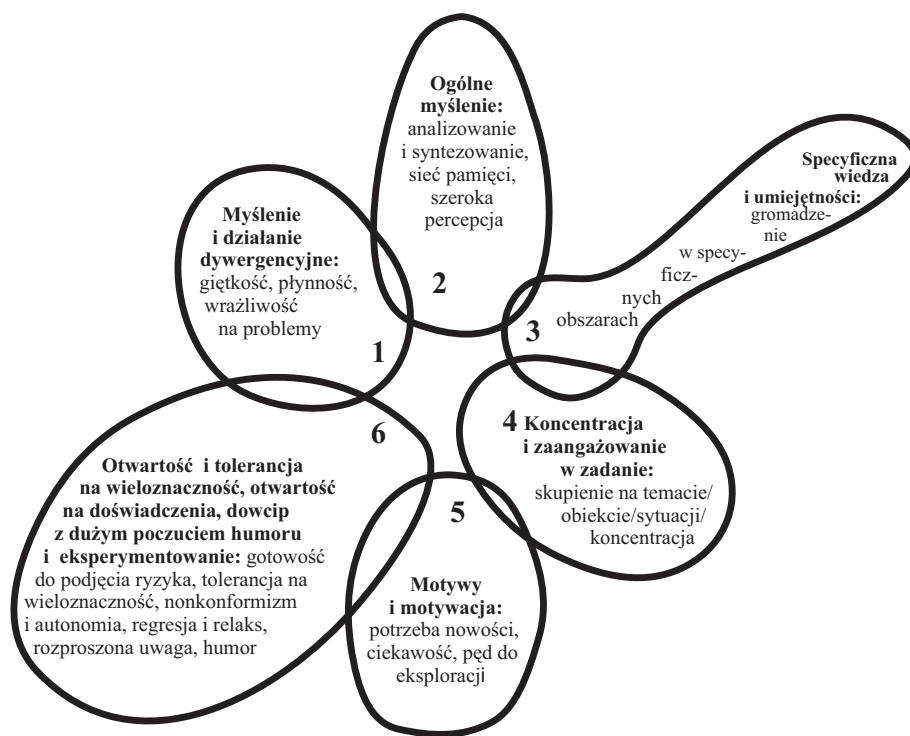 Ogólne
myślenie:
analizowanie
i syntezowanie,
sieć pamięci,
szeroka
percepcja
2
Myślenie
i działanie
dywergencyjne:
giętkość, płynność,
wrażliwość
na problemy
1
Specyficzna
wiedza
i umiejętności:
gromadze-
nie
w specy-
ficz-
nych
obszarach
3
4 Koncentracja
i zaangażowanie
w zadanie:
skupienie na temacie/
obiekcie/sytuacji/
koncentracja
5
Motywy
i motywacja:
potrzeba nowości,
ciekawość, pęd do
eksploracji
6
Otwartość i tolerancja
na wieloznaczność, otwartość
na doświadczenia, dowcip
z dużym poczuciem humoru
i eksperymentowanie: gotowość
do podjęcia ryzyka, tolerancja na
wieloznaczność, nonkonformizm
i autonomia, regresja i relaks,
rozproszona uwaga, humor